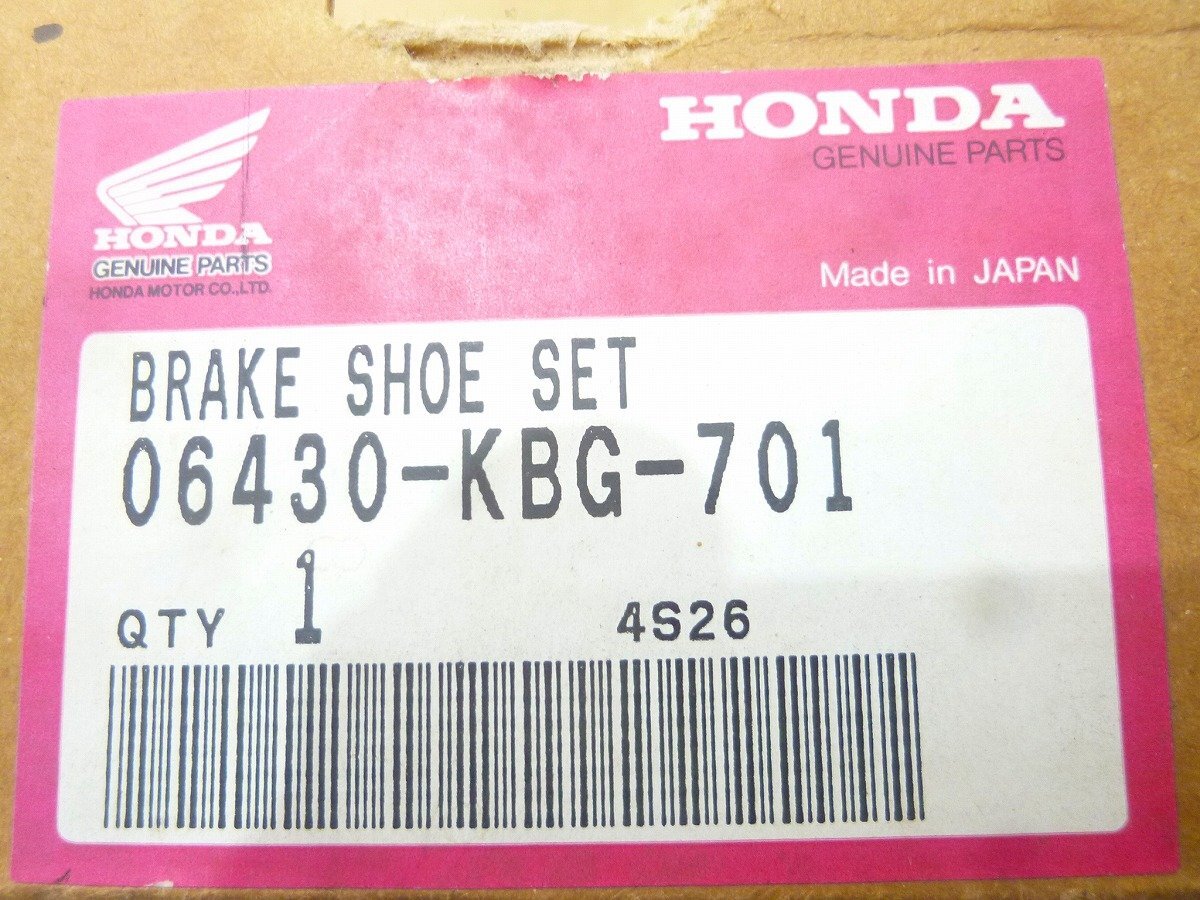 HONDA
GENUINE PARTS
HONDA
GENUINE PARTS
HONDA MOTOR CO.,LTD.
Made in JAPAN
BRAKE SHOE SET
06430-KBG-701
QTY 1 4S26